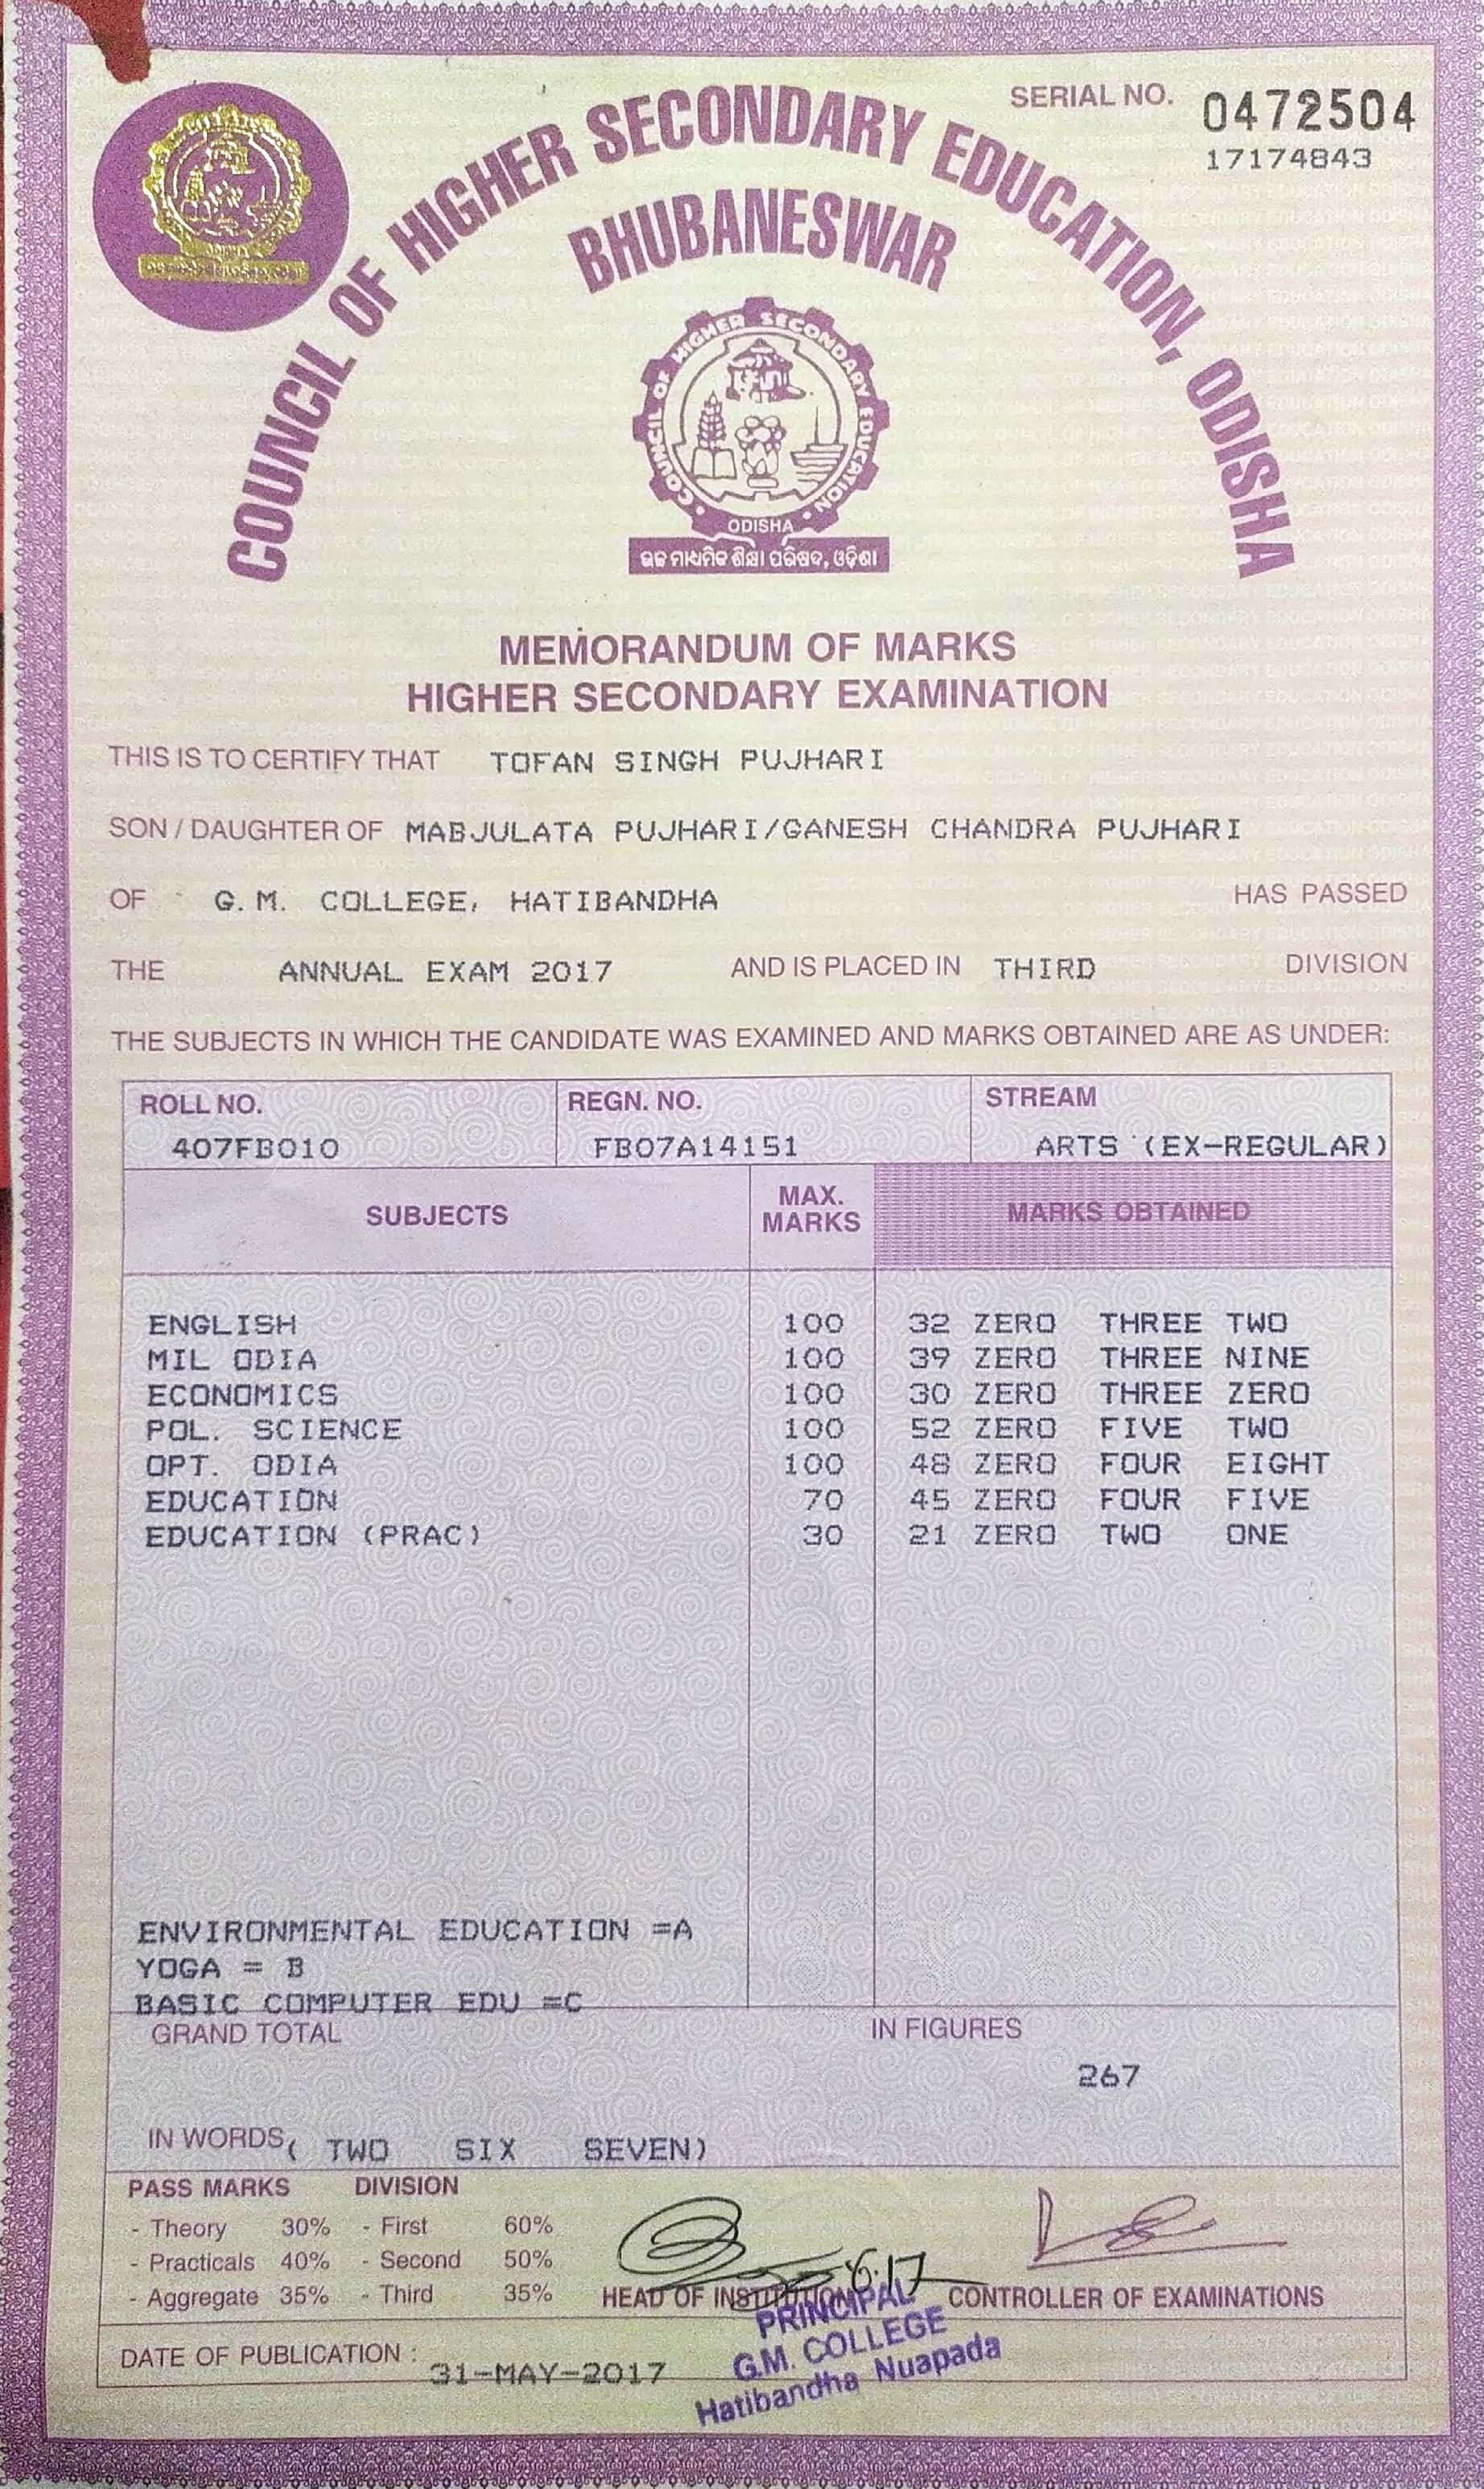 SERIAL NO. 0472504
17174843
COUNCIL OF HIGHER SECONDARY EDUCATION, ODISHA
BHUBANESWAR
COUNCIL OF HIGHER SECONDARY EDUCATION
ODISHA
ଉଚ୍ଚ ମାଧ୍ୟମିକ ଶିକ୍ଷା ପରିଷଦ, ଓଡ଼ିଶା
MEMORANDUM OF MARKS
HIGHER SECONDARY EXAMINATION
THIS IS TO CERTIFY THAT TOFAN SINGH PUJHARI
SON / DAUGHTER OF MABJULATA PUJHARI/GANESH CHANDRA PUJHARI
OF G.M. COLLEGE, HATIBANDHA HAS PASSED
THE ANNUAL EXAM 2017 AND IS PLACED IN THIRD DIVISION
THE SUBJECTS IN WHICH THE CANDIDATE WAS EXAMINED AND MARKS OBTAINED ARE AS UNDER:
ROLL NO. REGN. NO. STREAM
407FB010 FB07A14151 ARTS (EX-REGULAR)
SUBJECTS MAX. MARKS MARKS OBTAINED
ENGLISH 100 32 ZERO THREE TWO
MIL ODIA 100 39 ZERO THREE NINE
ECONOMICS 100 30 ZERO THREE ZERO
POL. SCIENCE 100 52 ZERO FIVE TWO
OPT. ODIA 100 48 ZERO FOUR EIGHT
EDUCATION 70 45 ZERO FOUR FIVE
EDUCATION (PRAC) 30 21 ZERO TWO ONE
ENVIRONMENTAL EDUCATION =A
YOGA = B
BASIC COMPUTER EDU =C
GRAND TOTAL IN FIGURES
267
IN WORDS ( TWO SIX SEVEN)
PASS MARKS DIVISION
- Theory 30% - First 60%
- Practicals 40% - Second 50%
- Aggregate 35% - Third 35%
HEAD OF INSTITUTION CONTROLLER OF EXAMINATIONS
PRINCIPAL
G.M. COLLEGE
Hatibandha Nuapada
DATE OF PUBLICATION : 31-MAY-2017